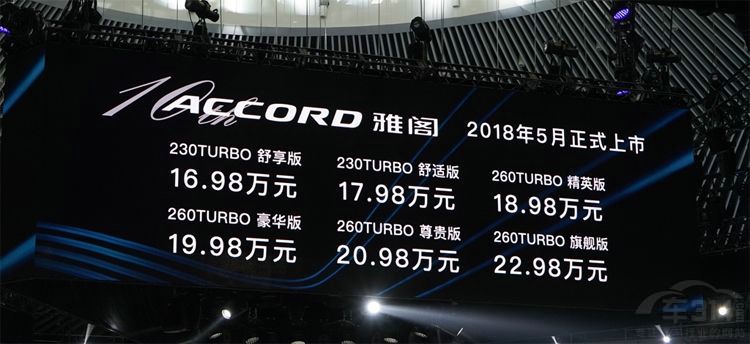 10th ACCORD 雅阁 2018年5月正式上市
230TURBO 舒享版 230TURBO 舒适版 260TURBO 精英版
16.98万元 17.98万元 18.98万元
260TURBO 豪华版 260TURBO 尊贵版 260TURBO 旗舰版
19.98万元 20.98万元 22.98万元